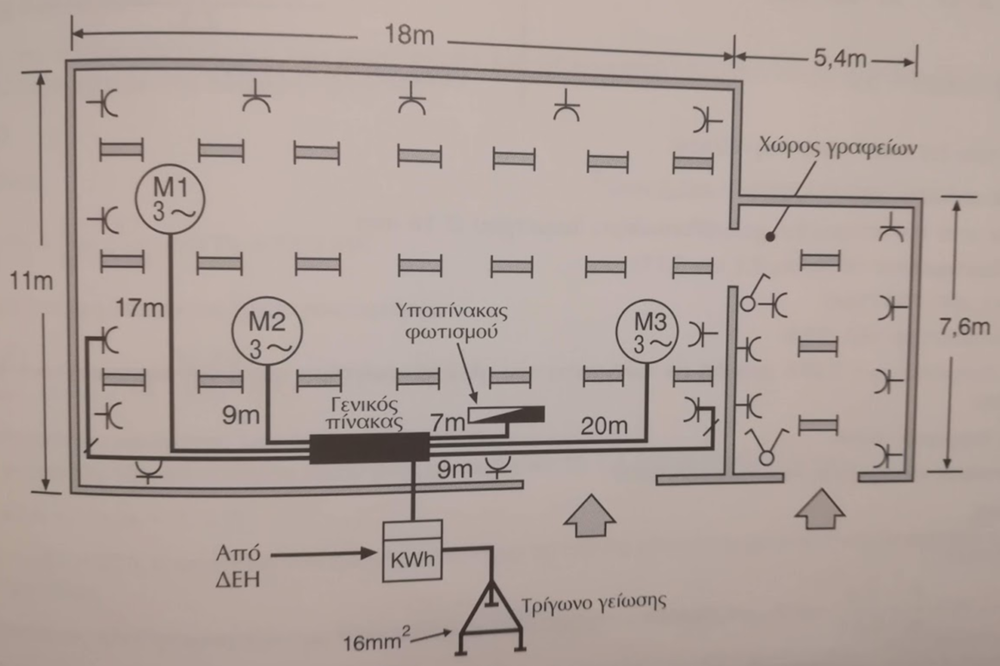 18m
5,4m
Χώρος γραφείων
M1
3 ~
11m
17m
Υποπίνακας
φωτισμού
M2
3 ~
M3
3 ~
7,6m
Γενικός
πίνακας
9m
7m
20m
9m
Από
ΔΕΗ
KWh
Τρίγωνο γείωσης
16mm²